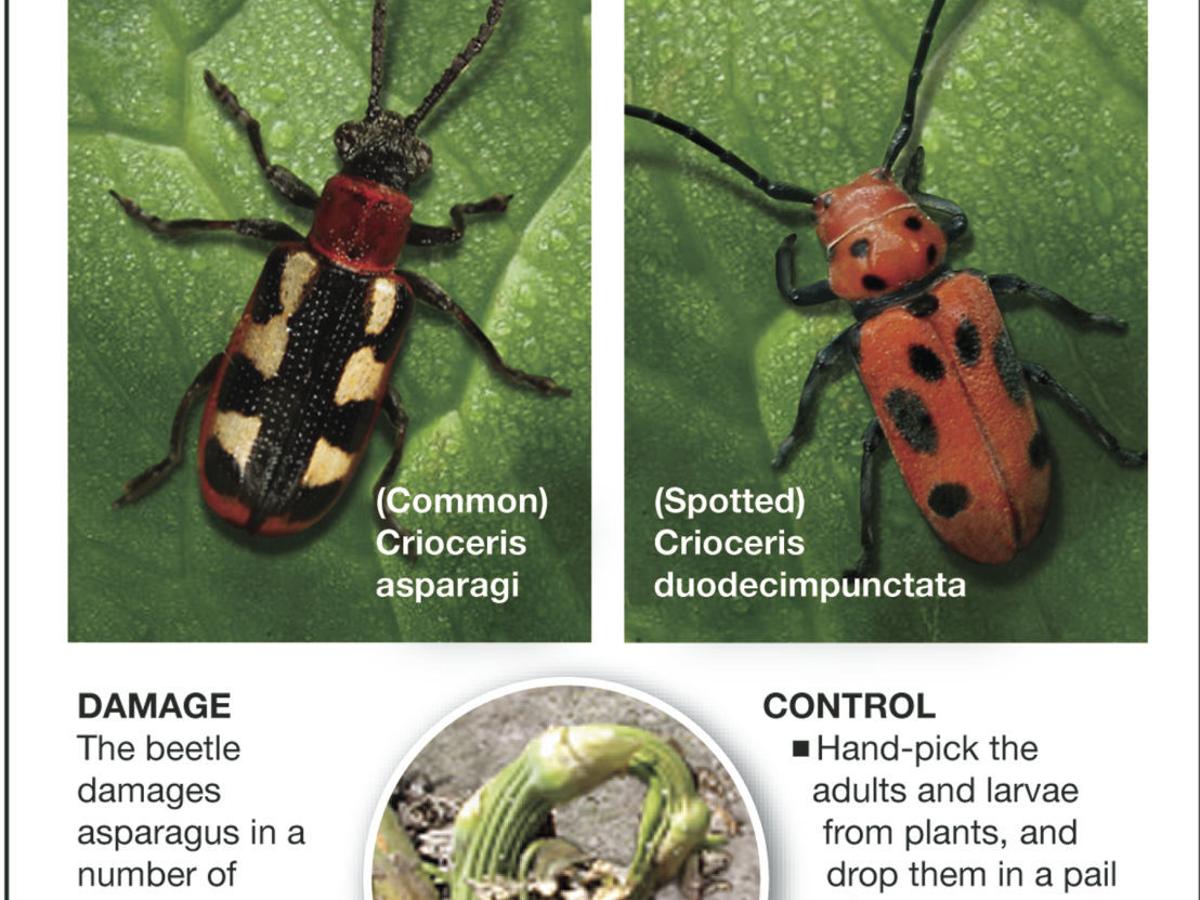 (Common)
Crioceris
asparagi
(Spotted)
Crioceris
duodecimpunctata
DAMAGE
The beetle
damages
asparagus in a
number of
CONTROL
■ Hand-pick the
adults and larvae
from plants, and
drop them in a pail